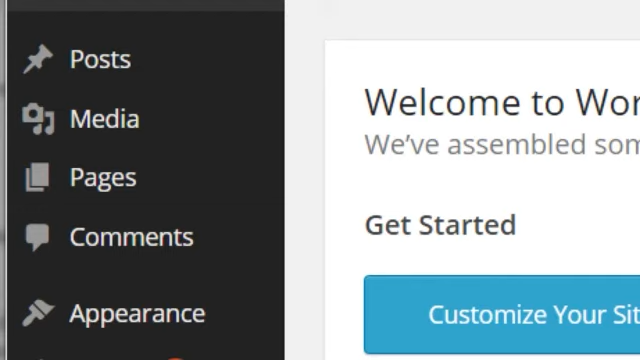 Posts
Media
Pages
Comments
Appearance
Welcome to Wor
We've assembled som
Get Started
Customize Your Sit